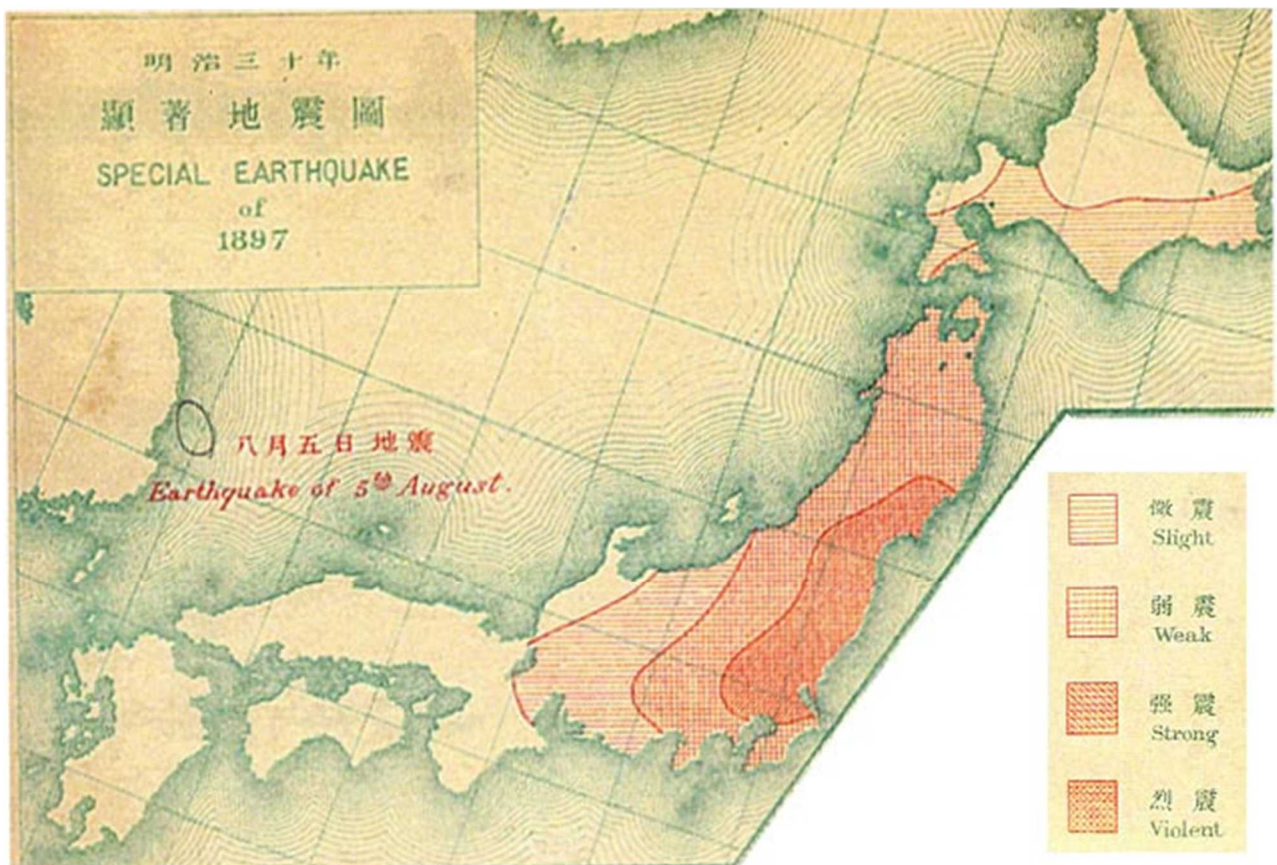 明治三十年
顯著地震圖
SPECIAL EARTHQUAKE
of
1897
八月五日地震
Earthquake of 5th August.
微震
Slight
弱震
Weak
强震
Strong
烈震
Violent